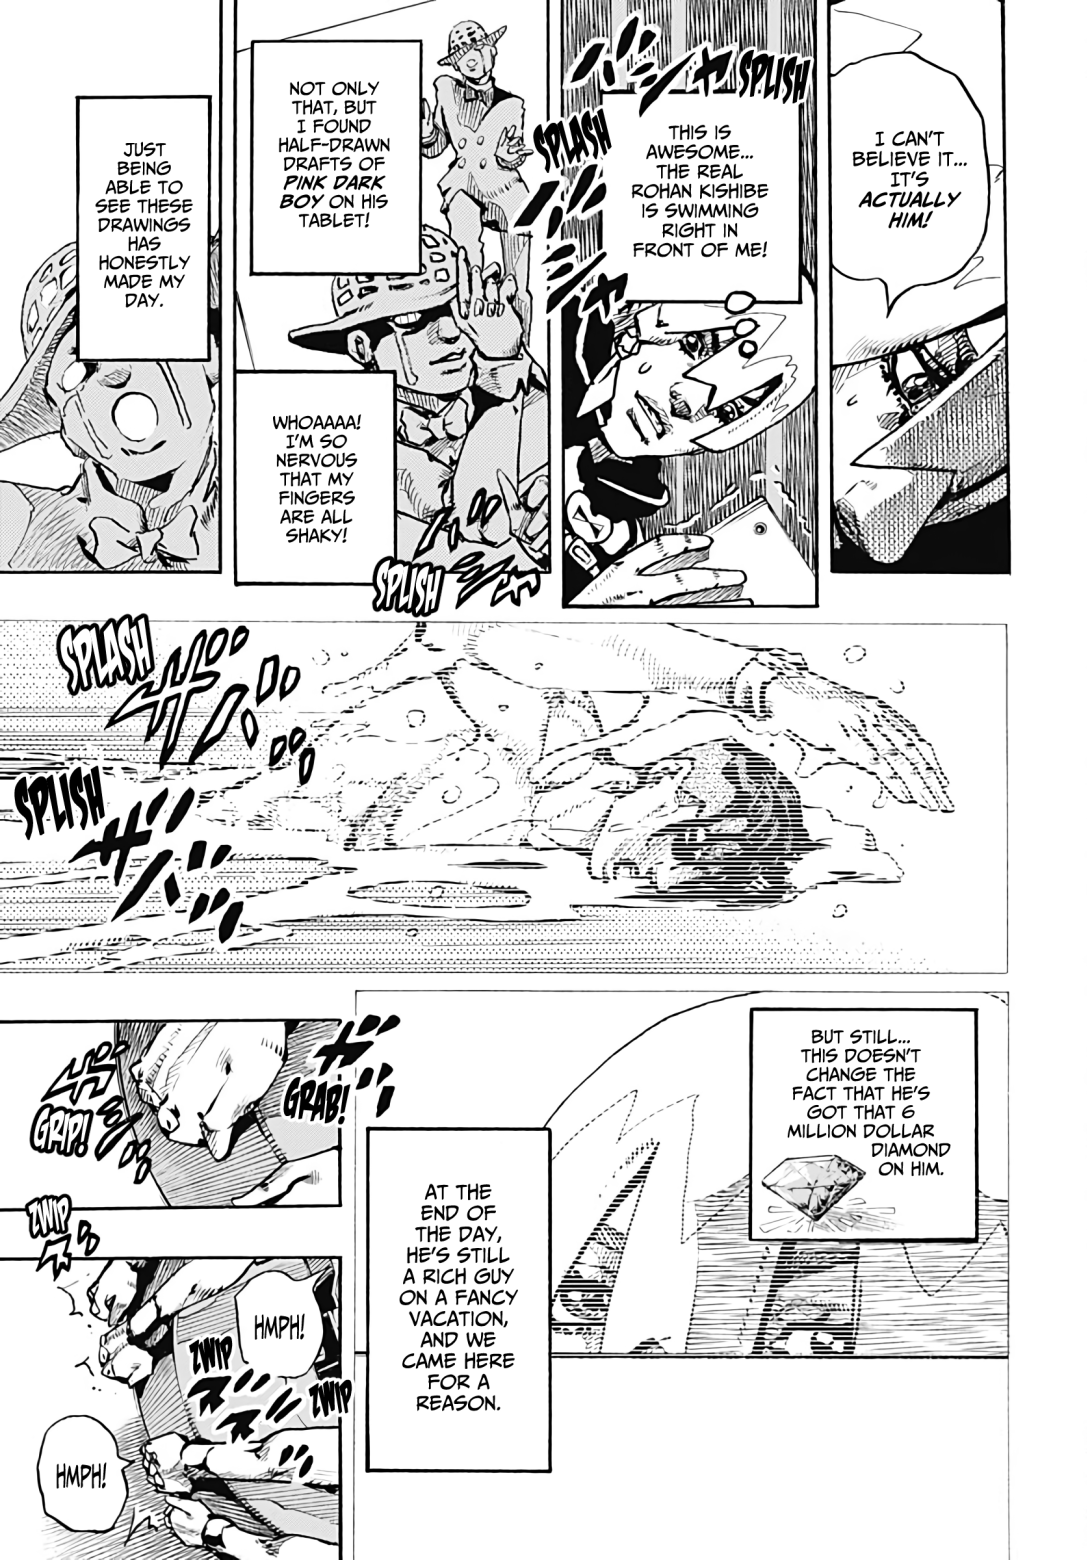 I CAN'T
BELIEVE IT...
IT'S
ACTUALLY
HIM!
SPLISH
SPLASH
THIS IS
AWESOME...
THE REAL
ROHAN KISHIBE
IS SWIMMING
RIGHT IN
FRONT OF ME!
NOT ONLY
THAT, BUT
I FOUND
HALF-DRAWN
DRAFTS OF
PINK DARK
BOY ON HIS
TABLET!
WHOAAAA!
I'M SO
NERVOUS
THAT MY
FINGERS
ARE ALL
SHAKY!
SPLISH
JUST
BEING
ABLE TO
SEE THESE
DRAWINGS
HAS
HONESTLY
MADE MY
DAY.
SPLASH
SPLISH
BUT STILL...
THIS DOESN'T
CHANGE THE
FACT THAT HE'S
GOT THAT 6
MILLION DOLLAR
DIAMOND
ON HIM.
AT THE
END OF
THE DAY,
HE'S STILL
A RICH GUY
ON A FANCY
VACATION,
AND WE
CAME HERE
FOR A
REASON.
GRAB!
GRIP!
ZWIP
HMPH!
ZWIP
ZWIP
HMPH!